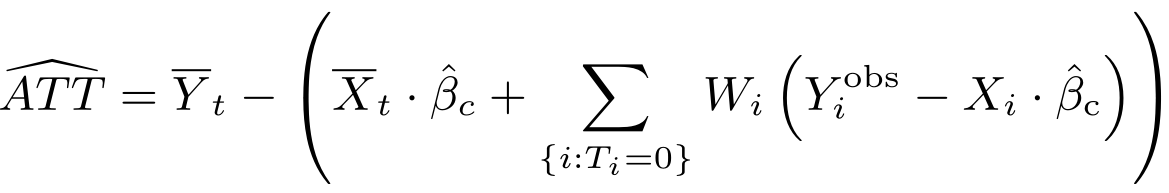 $\widehat{ATT} = \overline{Y}_t - \left( \overline{X}_t \cdot \hat{\beta}_c + \sum_{\{i:T_i=0\}} W_i \left( Y_i^{\text{obs}} - X_i \cdot \hat{\beta}_{\text{c}} \right) \right)$